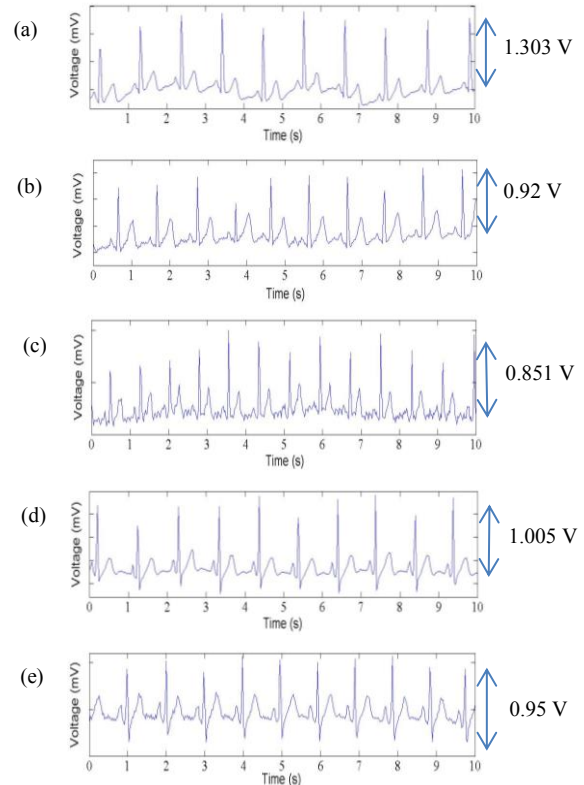 (a)
Voltage (mV)
1.303 V
1 2 3 4 5 6 7 8 9 10
Time (s)
(b)
Voltage (mV)
0.92 V
0 1 2 3 4 5 6 7 8 9 10
Time (s)
(c)
Voltage (mV)
0.851 V
0 1 2 3 4 5 6 7 8 9 10
Time (s)
(d)
Voltage (mV)
1.005 V
0 1 2 3 4 5 6 7 8 9 10
Time (s)
(e)
Voltage (mV)
0.95 V
0 1 2 3 4 5 6 7 8 9 10
Time (s)